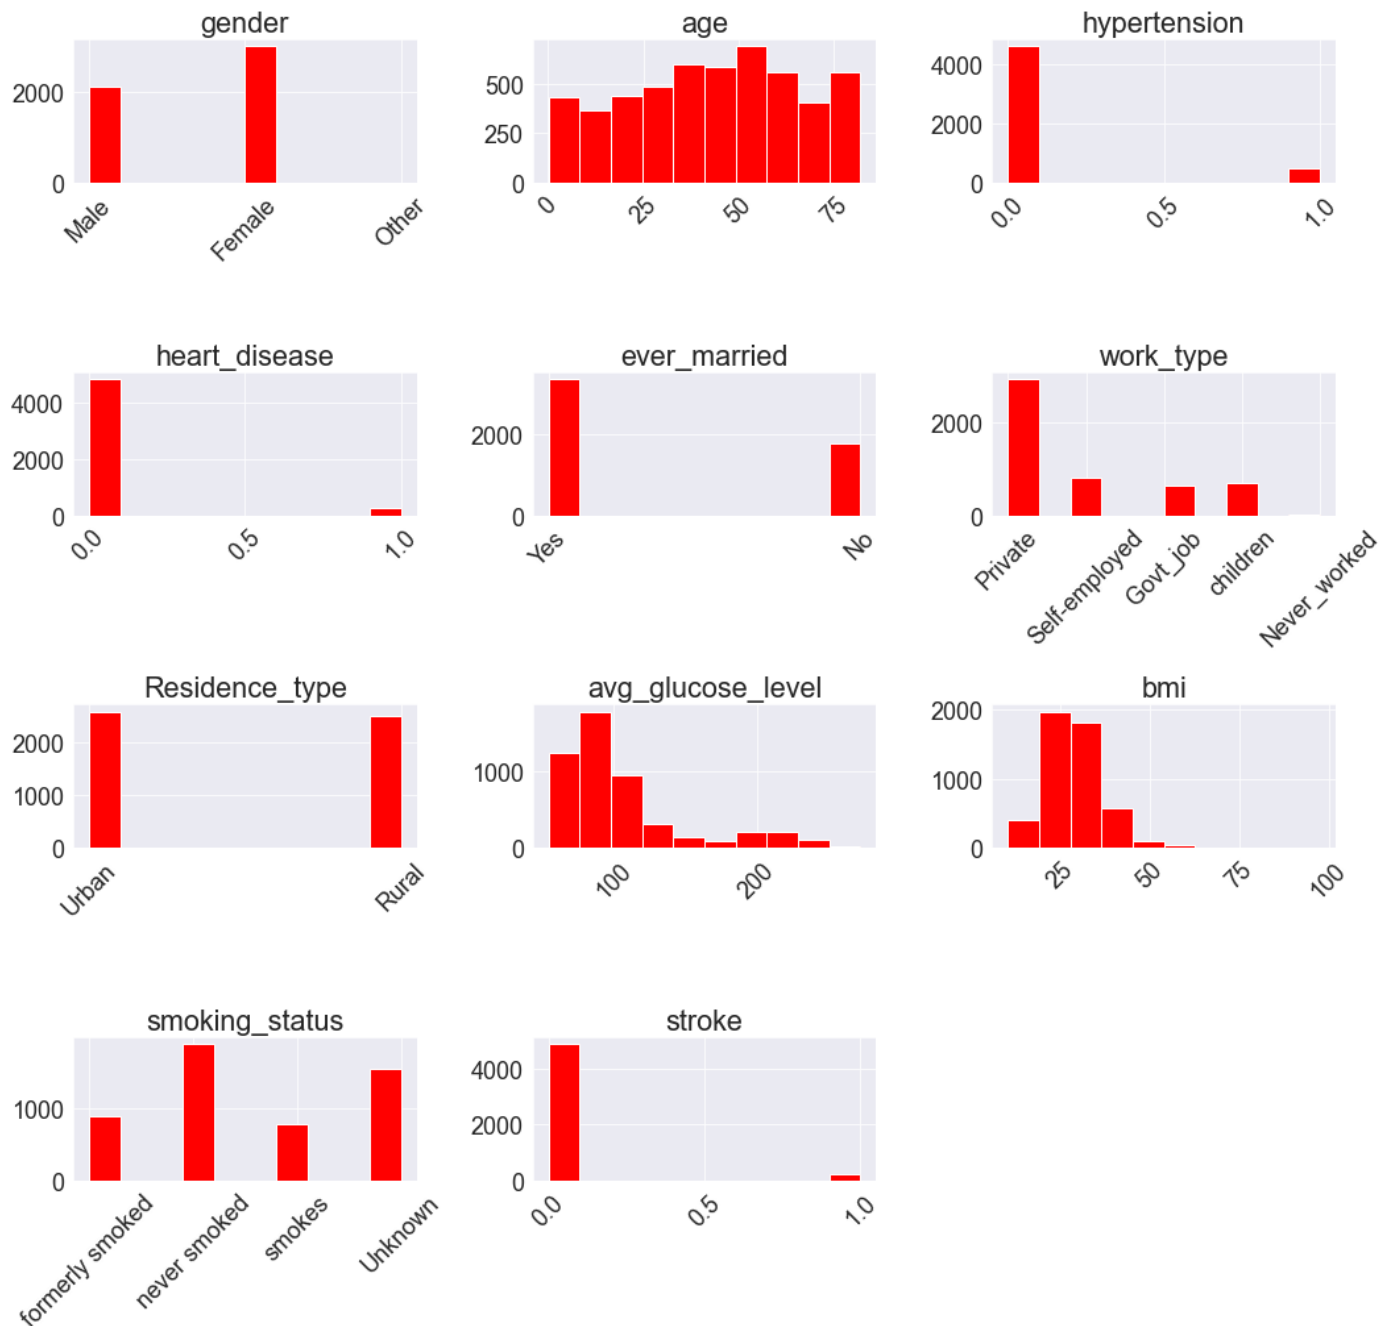 gender
2000
0
Male
Female
Other
age
500
250
0
0
25
50
75
hypertension
4000
2000
0
0.0
0.5
1.0
heart_disease
4000
2000
0
0.0
0.5
1.0
ever_married
2000
0
Yes
No
work_type
2000
0
Private
Self-employed
Govt_job
children
Never_worked
Residence_type
2000
1000
0
Urban
Rural
avg_glucose_level
1000
0
100
200
bmi
2000
1000
0
25
50
75
100
smoking_status
1000
0
formerly smoked
never smoked
smokes
Unknown
stroke
4000
2000
0
0.0
0.5
1.0